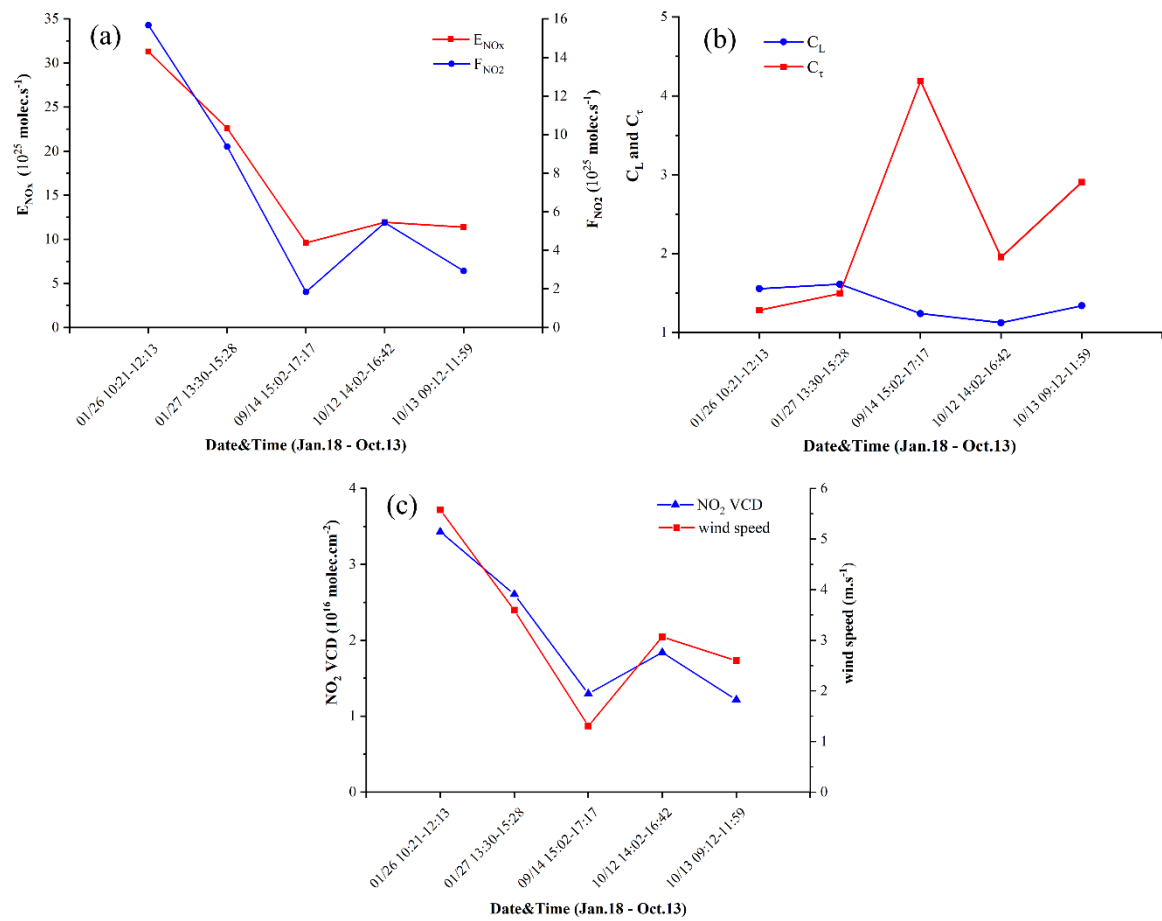 (a)
E_NOx
F_NO2
35
30
25
20
15
10
5
0
16
14
12
10
8
6
4
2
0
E_NOx (10^25 molec.s^-1)
F_NO2 (10^25 molec.s^-1)
01/26 10:21-12:13
01/27 13:30-15:28
09/14 15:02-17:17
10/12 14:02-16:42
10/13 09:12-11:59
Date&Time (Jan.18 - Oct.13)
(b)
C_L
C_τ
5
4
3
2
1
C_L and C_τ
01/26 10:21-12:13
01/27 13:30-15:28
09/14 15:02-17:17
10/12 14:02-16:42
10/13 09:12-11:59
Date&Time (Jan.18 - Oct.13)
(c)
NO₂ VCD
wind speed
4
3
2
1
0
6
5
4
3
2
1
0
NO₂ VCD (10^16 molec.cm^-2)
wind speed (m.s^-1)
01/26 10:21-12:13
01/27 13:30-15:28
09/14 15:02-17:17
10/12 14:02-16:42
10/13 09:12-11:59
Date&Time (Jan.18 - Oct.13)